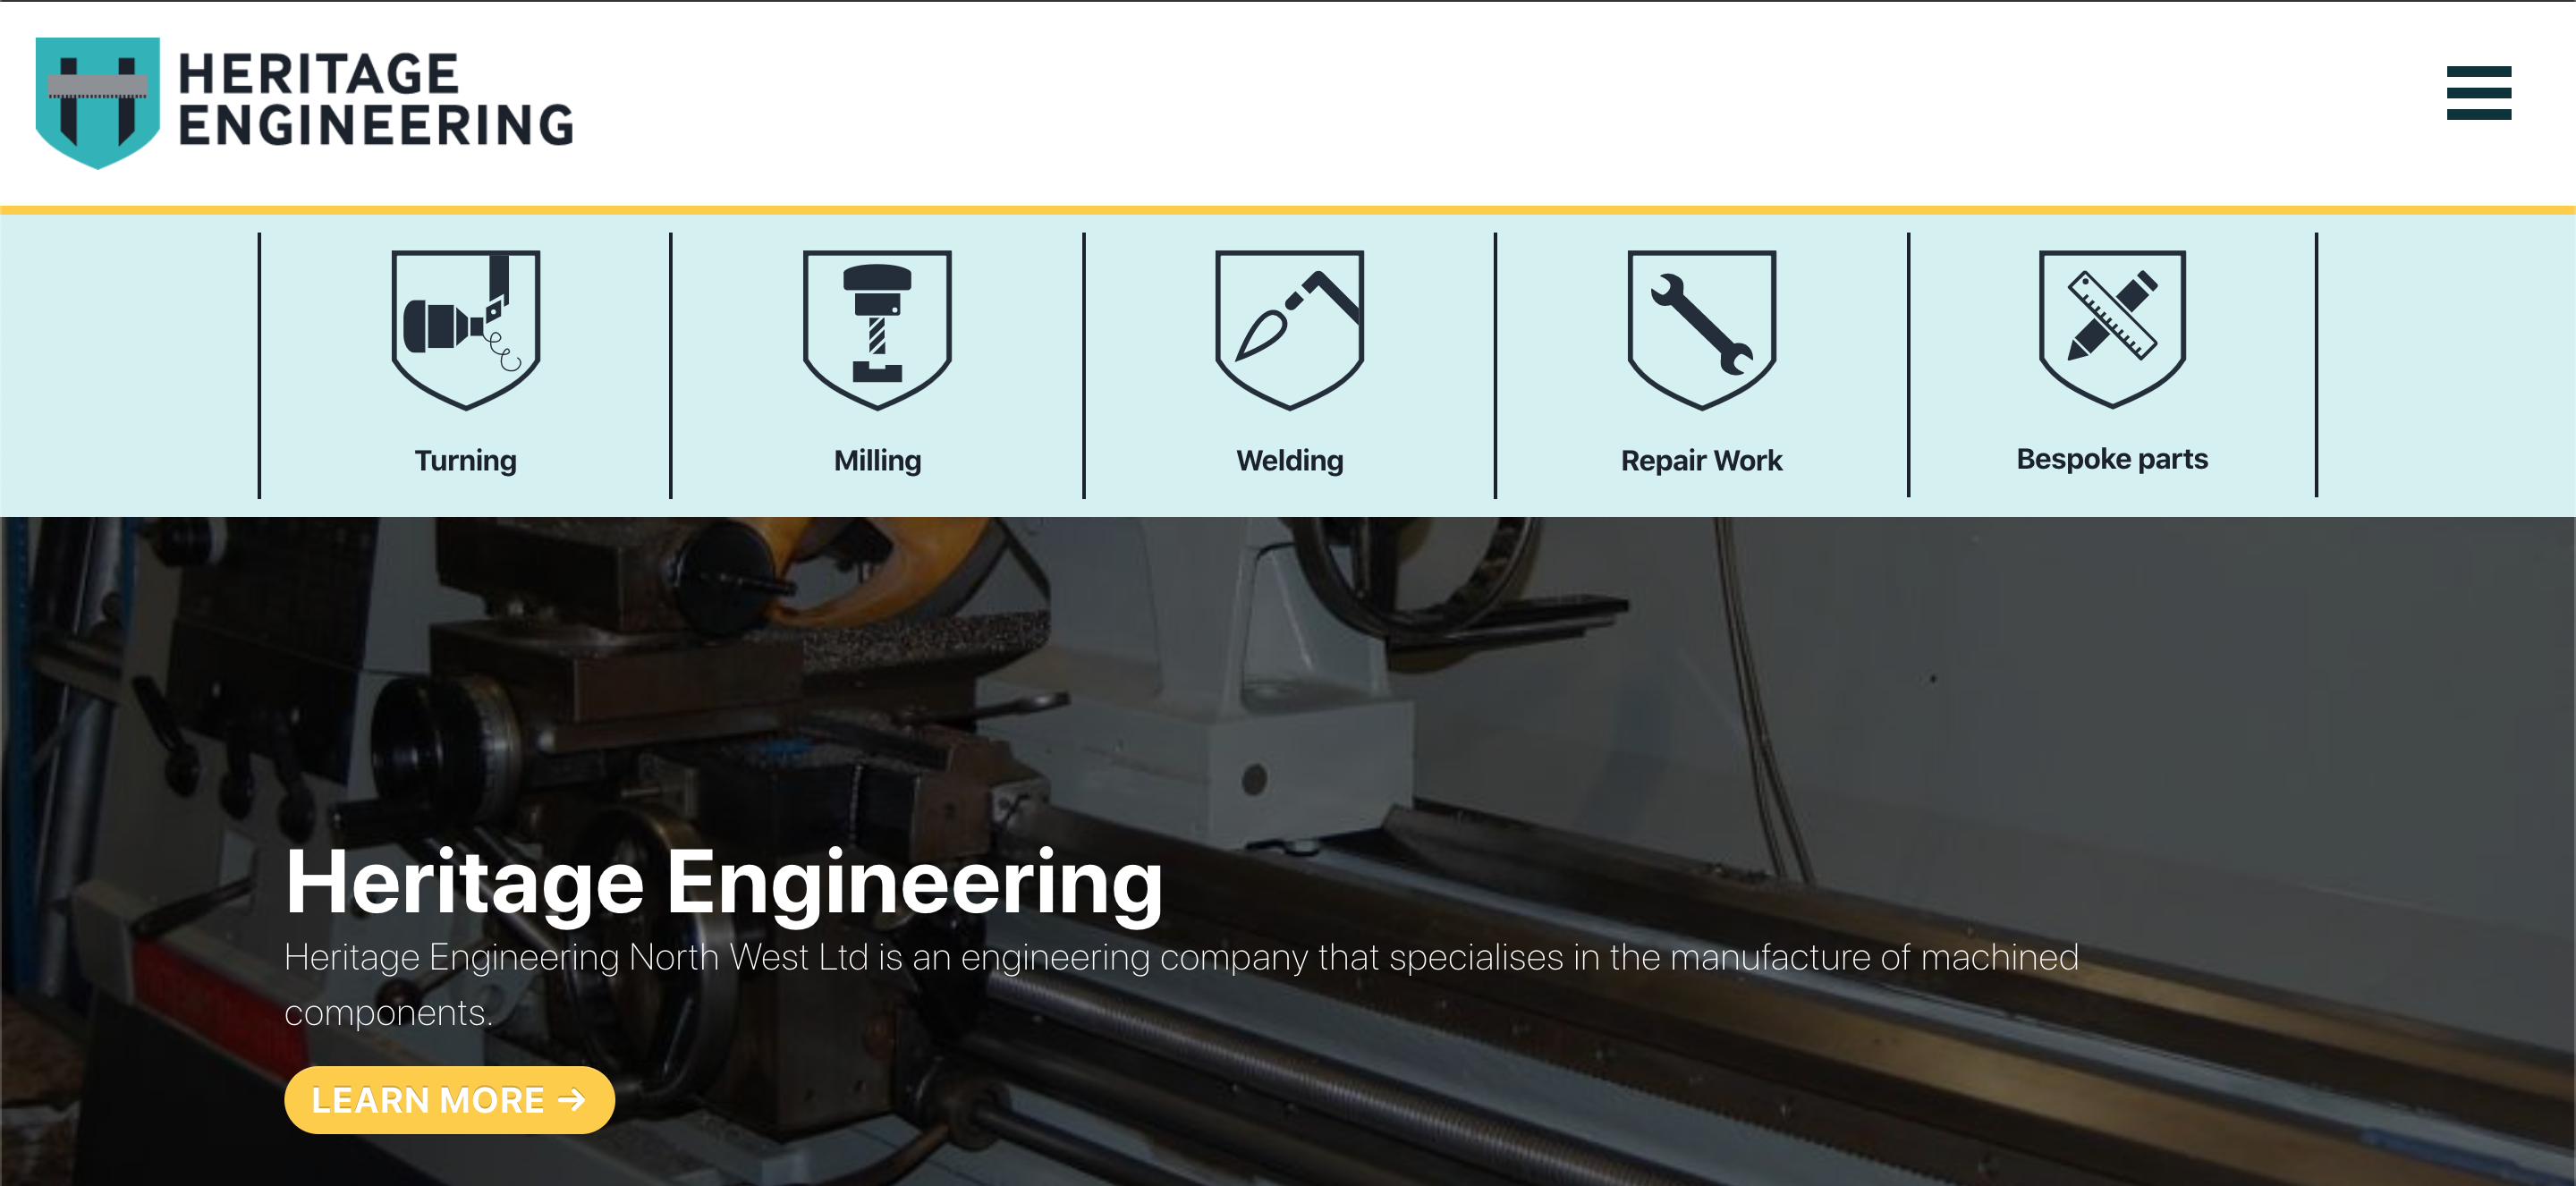 HERITAGE
ENGINEERING
Turning
Milling
Welding
Repair Work
Bespoke parts
Heritage Engineering
Heritage Engineering North West Ltd is an engineering company that specialises in the manufacture of machined
components.
LEARN MORE →